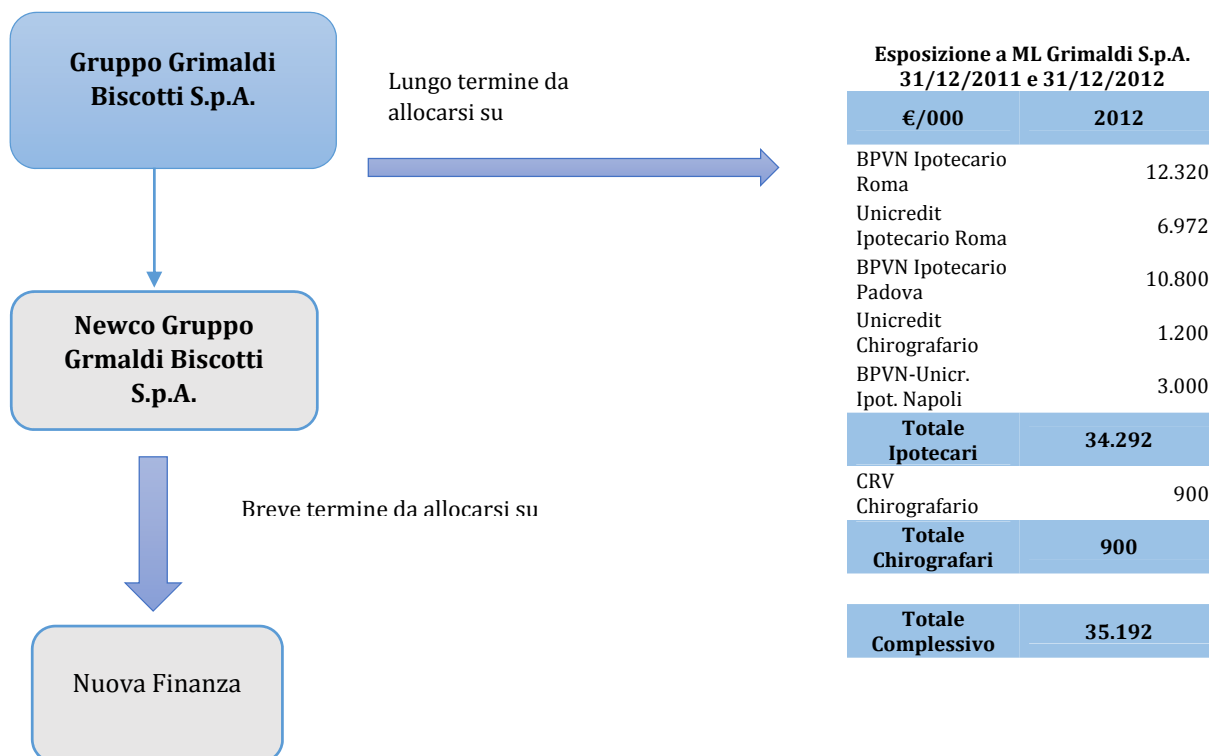 Gruppo Grimaldi
Biscotti S.p.A.
Lungo termine da
allocarsi su
Newco Gruppo
Grmaldi Biscotti
S.p.A.
Breve termine da allocarsi su
Nuova Finanza
Esposizione a ML Grimaldi S.p.A.
31/12/2011 e 31/12/2012
€/000 2012
BPVN Ipotecario
Roma 12.320
Unicredit
Ipotecario Roma 6.972
BPVN Ipotecario
Padova 10.800
Unicredit
Chirografario 1.200
BPVN-Unicr.
Ipot. Napoli 3.000
Totale
Ipotecari 34.292
CRV
Chirografario 900
Totale
Chirografari 900
Totale
Complessivo 35.192